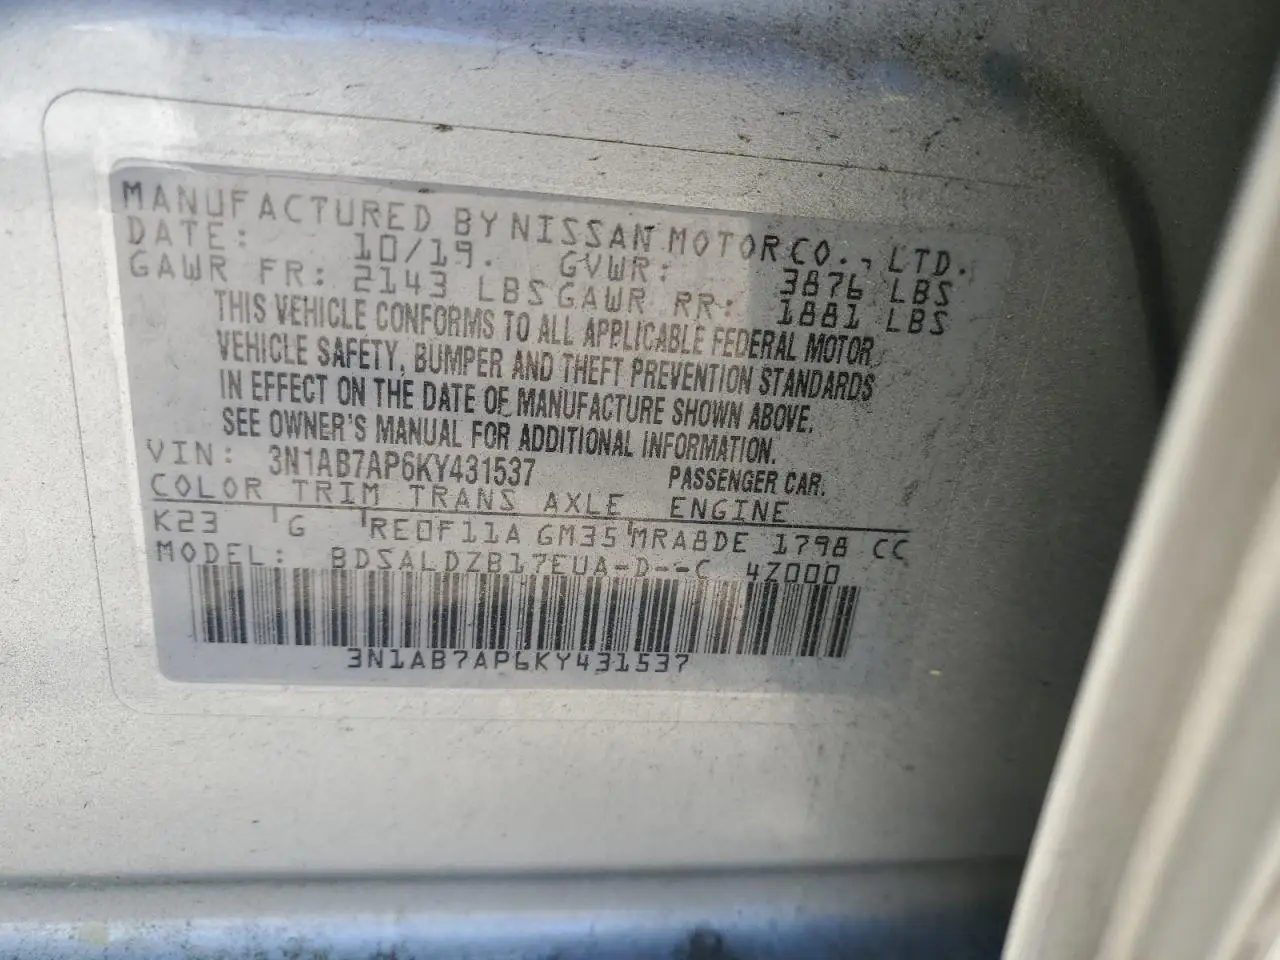 MANUFACTURED BY NISSAN MOTOR CO., LTD.
DATE: 10/19. GVWR: 3876 LBS
GAWR FR: 2143 LBS GAWR RR: 1881 LBS
THIS VEHICLE CONFORMS TO ALL APPLICABLE FEDERAL MOTOR
VEHICLE SAFETY, BUMPER AND THEFT PREVENTION STANDARDS
IN EFFECT ON THE DATE OF MANUFACTURE SHOWN ABOVE.
SEE OWNER'S MANUAL FOR ADDITIONAL INFORMATION.
VIN: 3N1AB7AP6KY431537 PASSENGER CAR.
COLOR TRIM TRANS AXLE ENGINE
K23 G RE0F11A GM35 MRA8DE 1798 CC
MODEL: BDSALDZB17EUA-D--C 4Z000
3N1AB7AP6KY431537